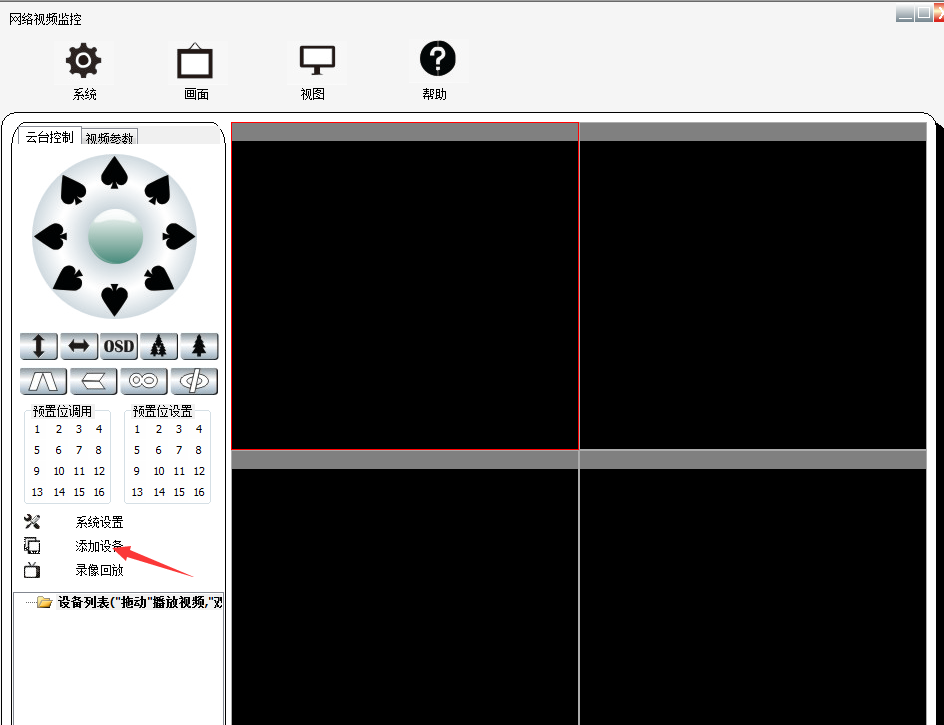 网络视频监控
系统 画面 视图 帮助
云台控制 视频参数
OSD
预置位调用 预置位设置
1 2 3 4 1 2 3 4
5 6 7 8 5 6 7 8
9 10 11 12 9 10 11 12
13 14 15 16 13 14 15 16
系统设置
添加设备
录像回放
设备列表("拖动"播放视频,"双